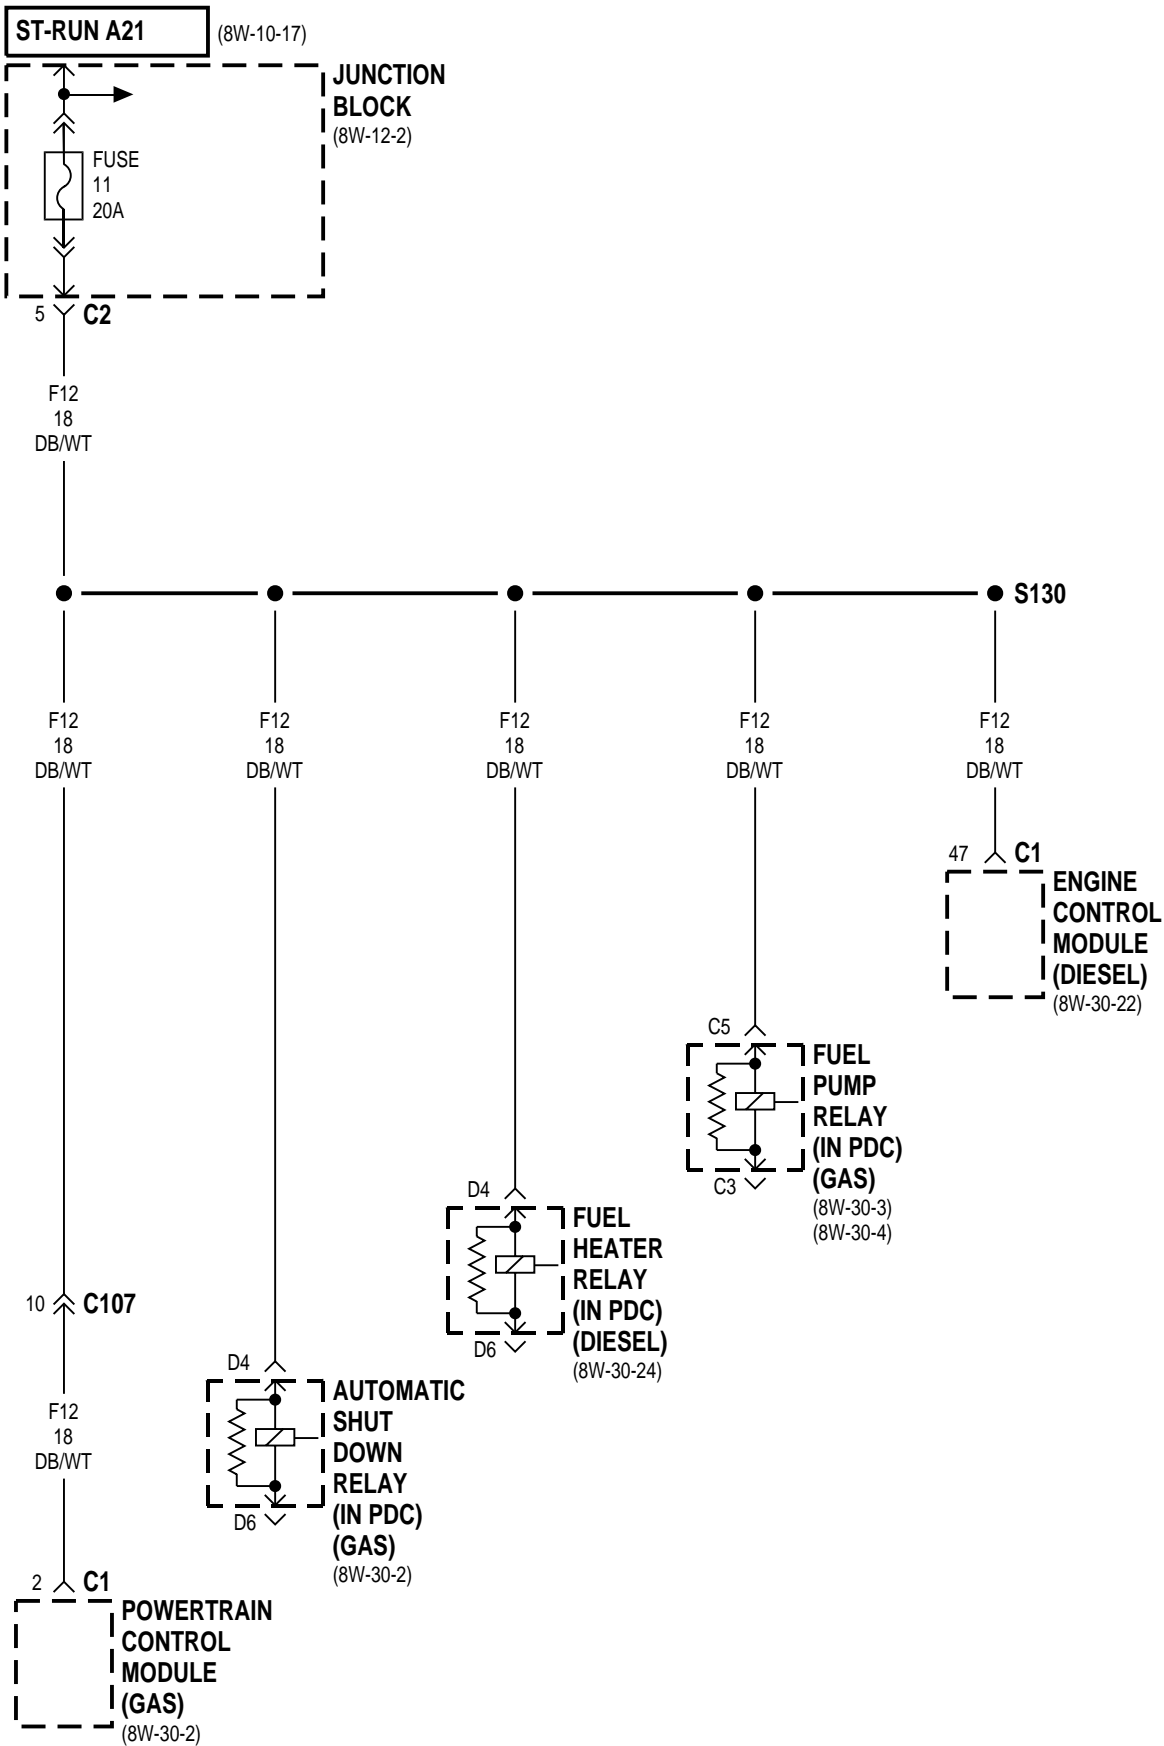 ST-RUN A21
(8W-10-17)
JUNCTION
BLOCK
(8W-12-2)
FUSE
11
20A
5
C2
F12
18
DB/WT
S130
F12
18
DB/WT
F12
18
DB/WT
F12
18
DB/WT
F12
18
DB/WT
F12
18
DB/WT
47
C1
ENGINE
CONTROL
MODULE
(DIESEL)
(8W-30-22)
C5
FUEL
PUMP
RELAY
(IN PDC)
(GAS)
(8W-30-3)
(8W-30-4)
C3
D4
FUEL
HEATER
RELAY
(IN PDC)
(DIESEL)
(8W-30-24)
D6
10
C107
D4
AUTOMATIC
SHUT
DOWN
RELAY
(IN PDC)
(GAS)
(8W-30-2)
D6
F12
18
DB/WT
2
C1
POWERTRAIN
CONTROL
MODULE
(GAS)
(8W-30-2)